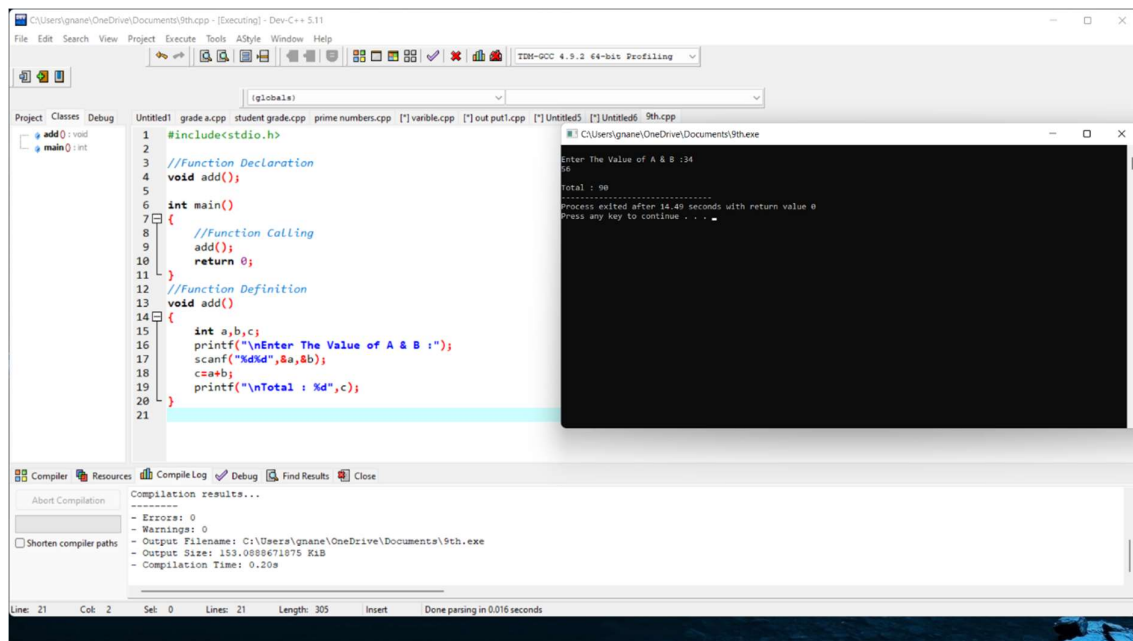 C:\Users\gnane\OneDrive\Documents\9th.cpp - [Executing] - Dev-C++ 5.11
File Edit Search View Project Execute Tools AStyle Window Help
TDM-GCC 4.9.2 64-bit Profiling
(globals)
Project Classes Debug
Untitled1 grade a.cpp student grade.cpp prime numbers.cpp [*] varible.cpp [*] out put1.cpp [*] Untitled5 [*] Untitled6 9th.cpp
add () : void
main () : int
1 #include<stdio.h>
2
3 //Function Declaration
4 void add();
5
6 int main()
7 {
8 //Function Calling
9 add();
10 return 0;
11 }
12 //Function Definition
13 void add()
14 {
15 int a,b,c;
16 printf("\nEnter The Value of A & B :");
17 scanf("%d%d",&a,&b);
18 c=a+b;
19 printf("\nTotal : %d",c);
20 }
21
C:\Users\gnane\OneDrive\Documents\9th.exe
Enter The Value of A & B :34
56
Total : 90
--------------------------------
Process exited after 14.49 seconds with return value 0
Press any key to continue . . .
Compiler Resources Compile Log Debug Find Results Close
Abort Compilation
Shorten compiler paths
Compilation results...
--------
- Errors: 0
- Warnings: 0
- Output Filename: C:\Users\gnane\OneDrive\Documents\9th.exe
- Output Size: 153.0888671875 KiB
- Compilation Time: 0.20s
Line: 21 Col: 2 Sel: 0 Lines: 21 Length: 305 Insert Done parsing in 0.016 seconds